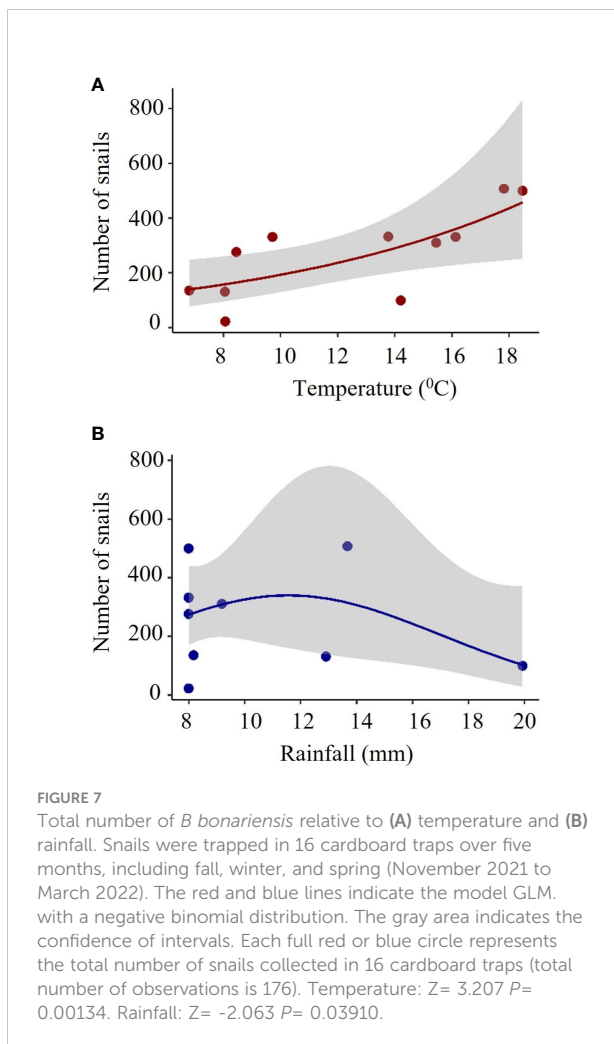 A
Number of snails
800
600
400
200
0
8 10 12 14 16 18
Temperature (⁰C)
B
Number of snails
800
600
400
200
0
8 10 12 14 16 18 20
Rainfall (mm)
FIGURE 7
Total number of B bonariensis relative to (A) temperature and (B)
rainfall. Snails were trapped in 16 cardboard traps over five
months, including fall, winter, and spring (November 2021 to
March 2022). The red and blue lines indicate the model GLM.
with a negative binomial distribution. The gray area indicates the
confidence of intervals. Each full red or blue circle represents
the total number of snails collected in 16 cardboard traps (total
number of observations is 176). Temperature: Z= 3.207 P=
0.00134. Rainfall: Z= -2.063 P= 0.03910.